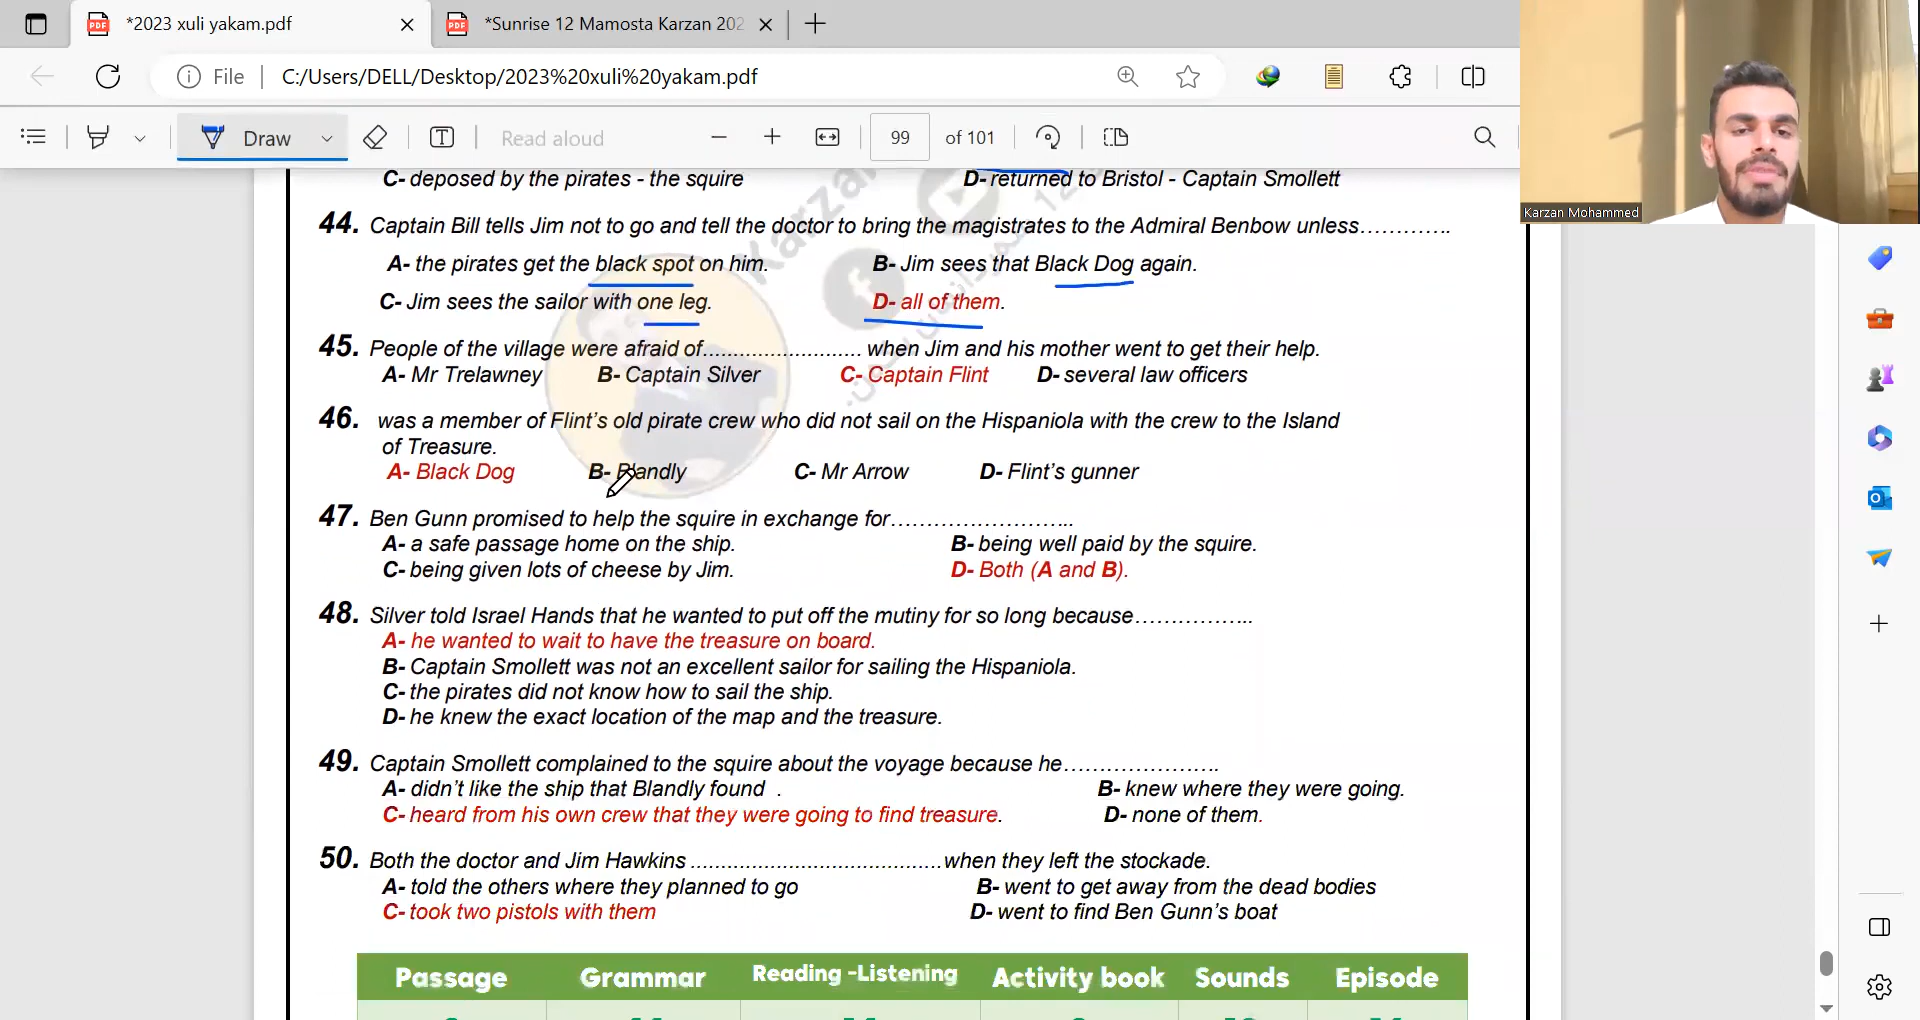 *2023 xuli yakam.pdf
*Sunrise 12 Mamosta Karzan 202
File
C:/Users/DELL/Desktop/2023%20xuli%20yakam.pdf
Draw
Read aloud
99 of 101
Karzan Mohammed
C- deposed by the pirates - the squire
D- returned to Bristol - Captain Smollett
44. Captain Bill tells Jim not to go and tell the doctor to bring the magistrates to the Admiral Benbow unless.............
A- the pirates get the black spot on him.
B- Jim sees that Black Dog again.
C- Jim sees the sailor with one leg.
D- all of them.
45. People of the village were afraid of.......................... when Jim and his mother went to get their help.
A- Mr Trelawney
B- Captain Silver
C- Captain Flint
D- several law officers
46. was a member of Flint's old pirate crew who did not sail on the Hispaniola with the crew to the Island
of Treasure.
A- Black Dog
B- Blandly
C- Mr Arrow
D- Flint's gunner
47. Ben Gunn promised to help the squire in exchange for..........................
A- a safe passage home on the ship.
B- being well paid by the squire.
C- being given lots of cheese by Jim.
D- Both (A and B).
48. Silver told Israel Hands that he wanted to put off the mutiny for so long because.................
A- he wanted to wait to have the treasure on board.
B- Captain Smollett was not an excellent sailor for sailing the Hispaniola.
C- the pirates did not know how to sail the ship.
D- he knew the exact location of the map and the treasure.
49. Captain Smollett complained to the squire about the voyage because he......................
A- didn't like the ship that Blandly found .
B- knew where they were going.
C- heard from his own crew that they were going to find treasure.
D- none of them.
50. Both the doctor and Jim Hawkins ..........................................when they left the stockade.
A- told the others where they planned to go
B- went to get away from the dead bodies
C- took two pistols with them
D- went to find Ben Gunn's boat
Passage
Grammar
Reading -Listening
Activity book
Sounds
Episode